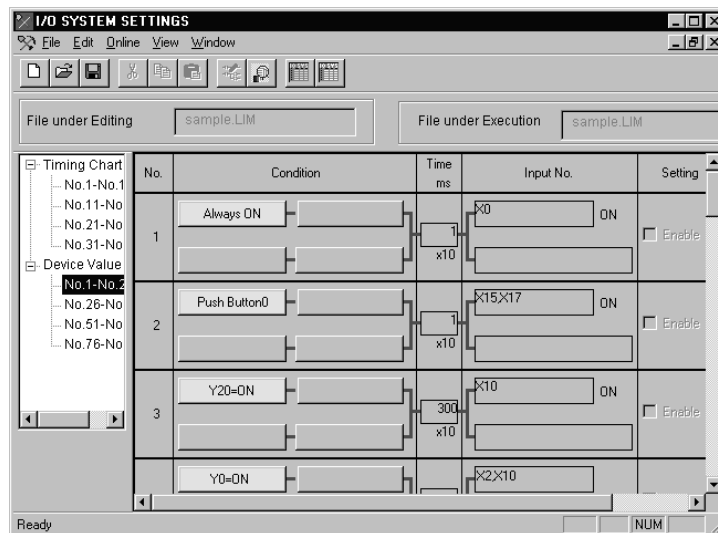 I/O SYSTEM SETTINGS
File Edit Online View Window
File under Editing sample.LIM File under Execution sample.LIM
Timing Chart
No.1-No.1
No.11-No
No.21-No
No.31-No
Device Value
No.1-No.2
No.26-No
No.51-No
No.76-No
No. Condition Time ms Input No. Setting
1 Always ON 1 x10 X0 ON Enable
2 Push Button0 1 x10 X15,X17 ON Enable
3 Y20=ON 300 x10 X10 ON Enable
Y0=ON X2,X10
Ready NUM